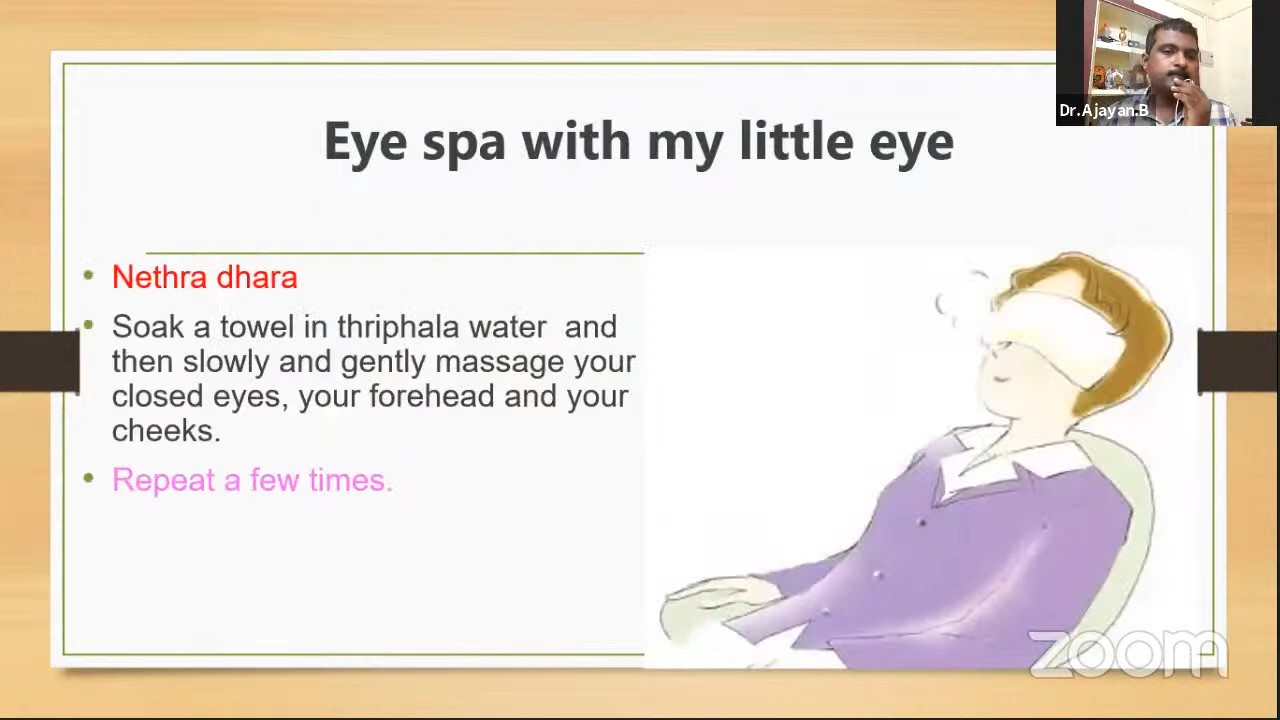 Dr.Ajayan.B
Eye spa with my little eye
• Nethra dhara
• Soak a towel in thriphala water and
then slowly and gently massage your
closed eyes, your forehead and your
cheeks.
• Repeat a few times.
zoom